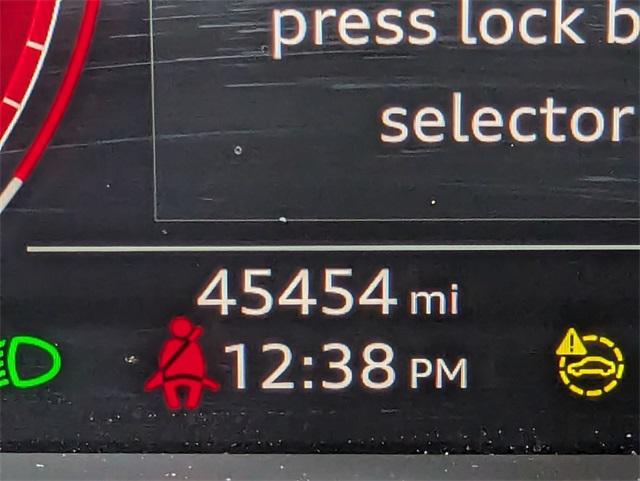 press lock b
selector
45454 mi
12:38 PM